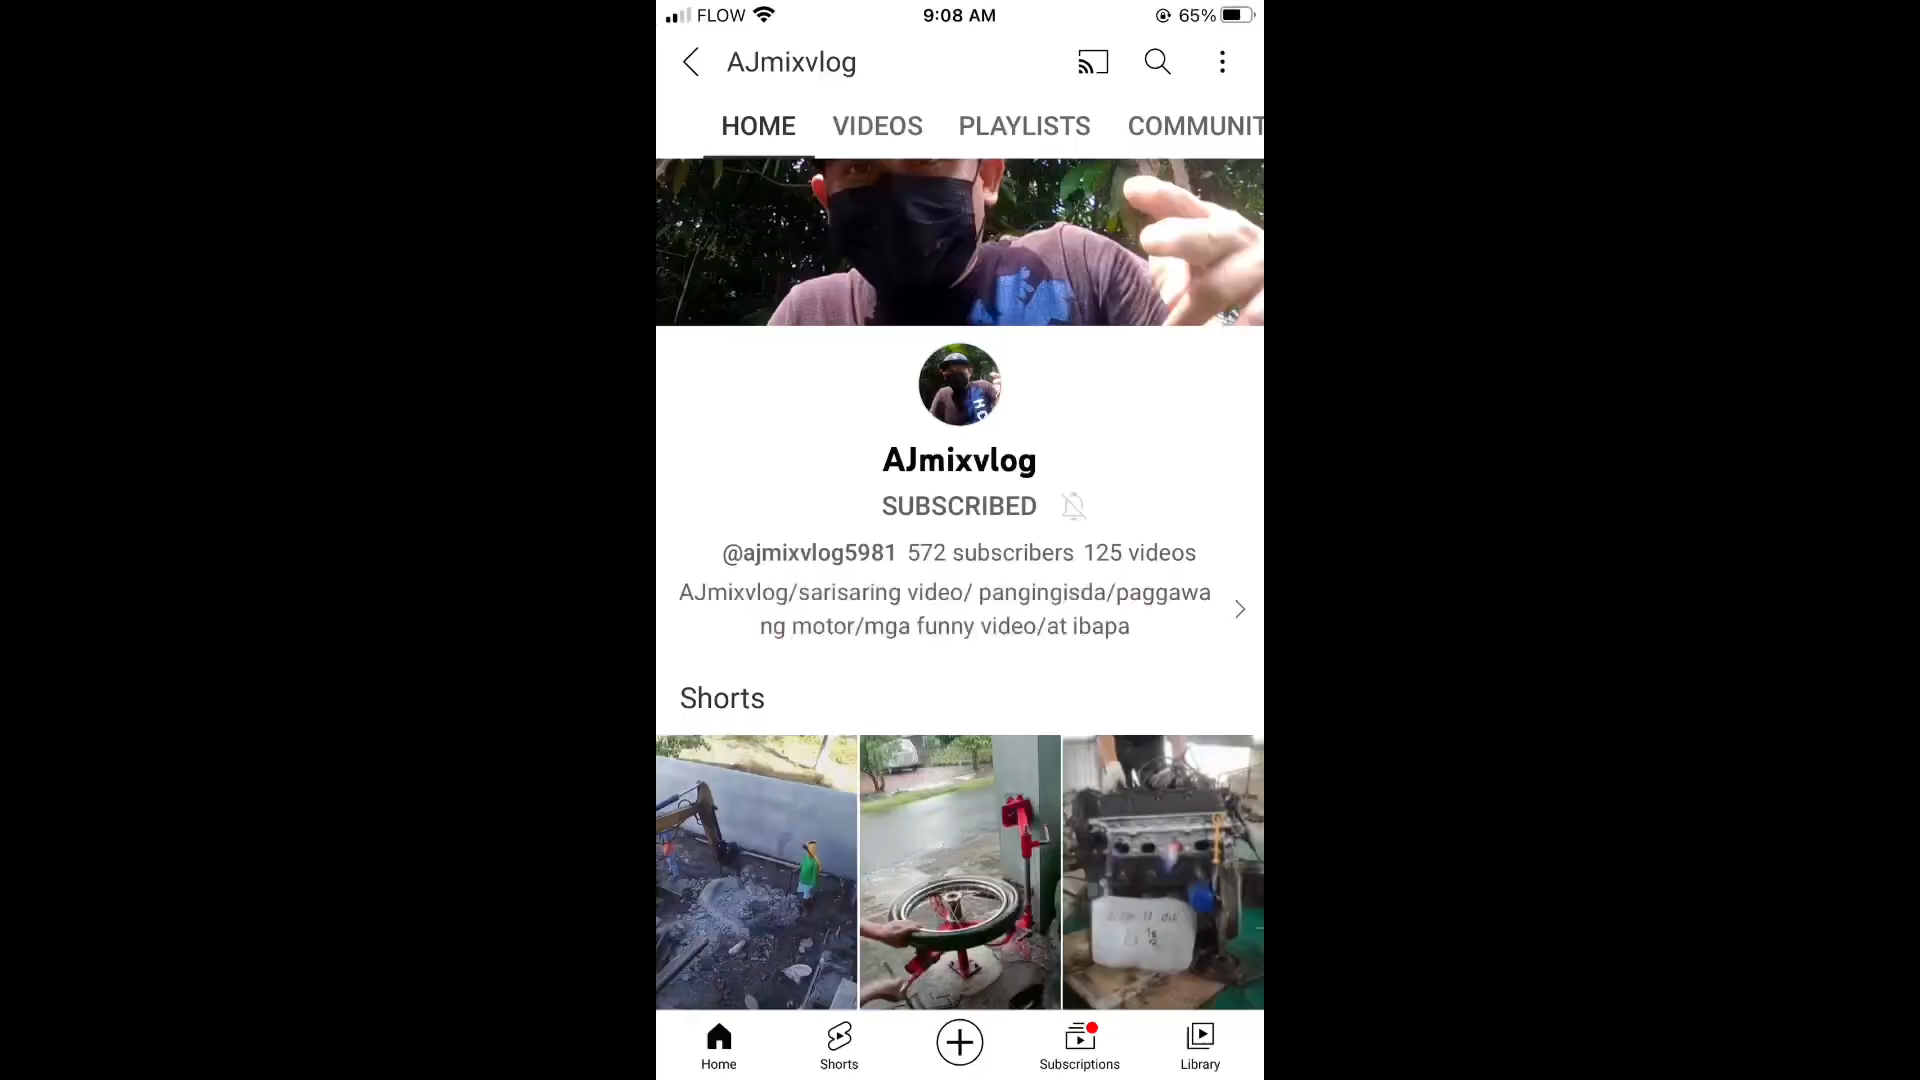 FLOW 9:08 AM 65%
AJmixvlog
HOME VIDEOS PLAYLISTS COMMUNIT
AJmixvlog
SUBSCRIBED
@ajmixvlog5981 572 subscribers 125 videos
AJmixvlog/sarisaring video/ pangingisda/paggawa
ng motor/mga funny video/at ibapa
Shorts
Home Shorts Subscriptions Library